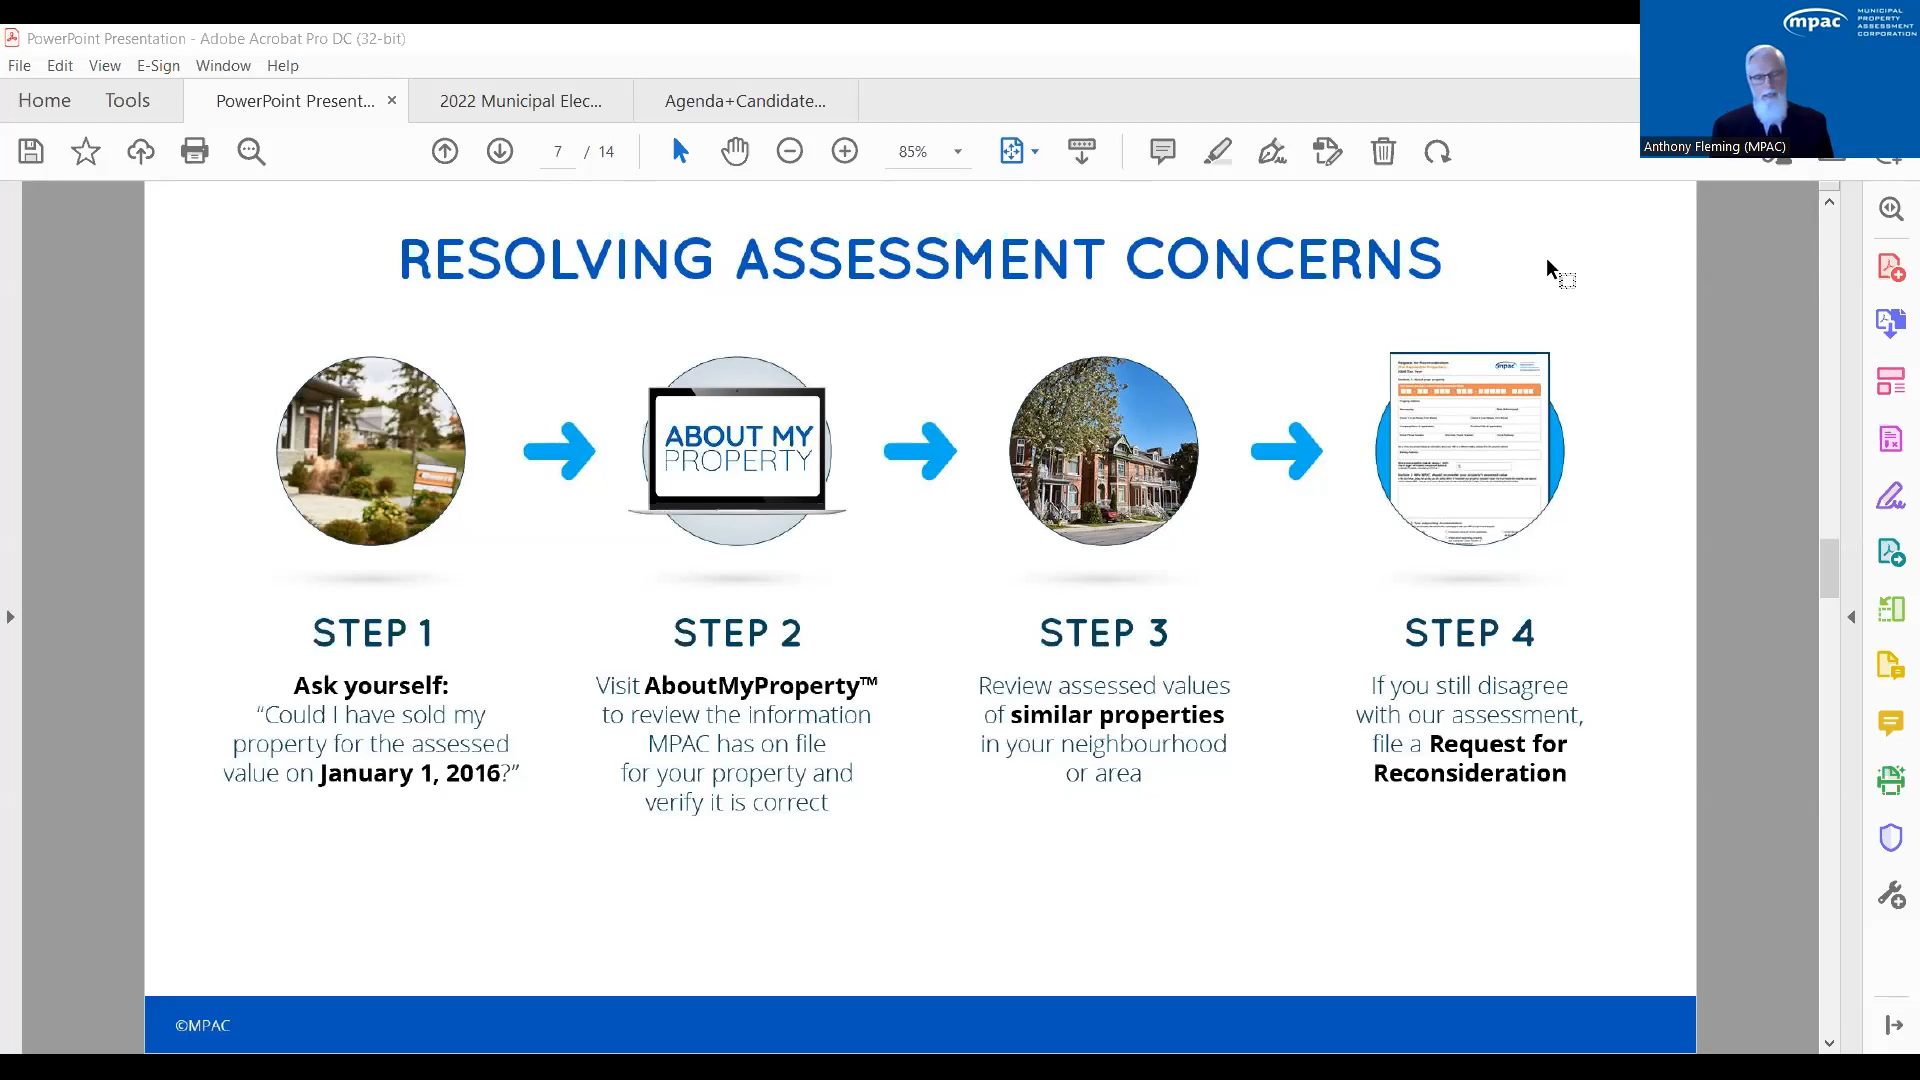 PowerPoint Presentation - Adobe Acrobat Pro DC (32-bit)
File Edit View E-Sign Window Help
Home Tools PowerPoint Present... × 2022 Municipal Elec... Agenda+Candidate...
7 / 14 85%
mpac MUNICIPAL
PROPERTY
ASSESSMENT
CORPORATION
Anthony Fleming (MPAC)
RESOLVING ASSESSMENT CONCERNS
ABOUT MY
PROPERTY
mpac
STEP 1
Ask yourself:
“Could I have sold my
property for the assessed
value on January 1, 2016?”
STEP 2
Visit AboutMyProperty™
to review the information
MPAC has on file
for your property and
verify it is correct
STEP 3
Review assessed values
of similar properties
in your neighbourhood
or area
STEP 4
If you still disagree
with our assessment,
file a Request for
Reconsideration
©MPAC